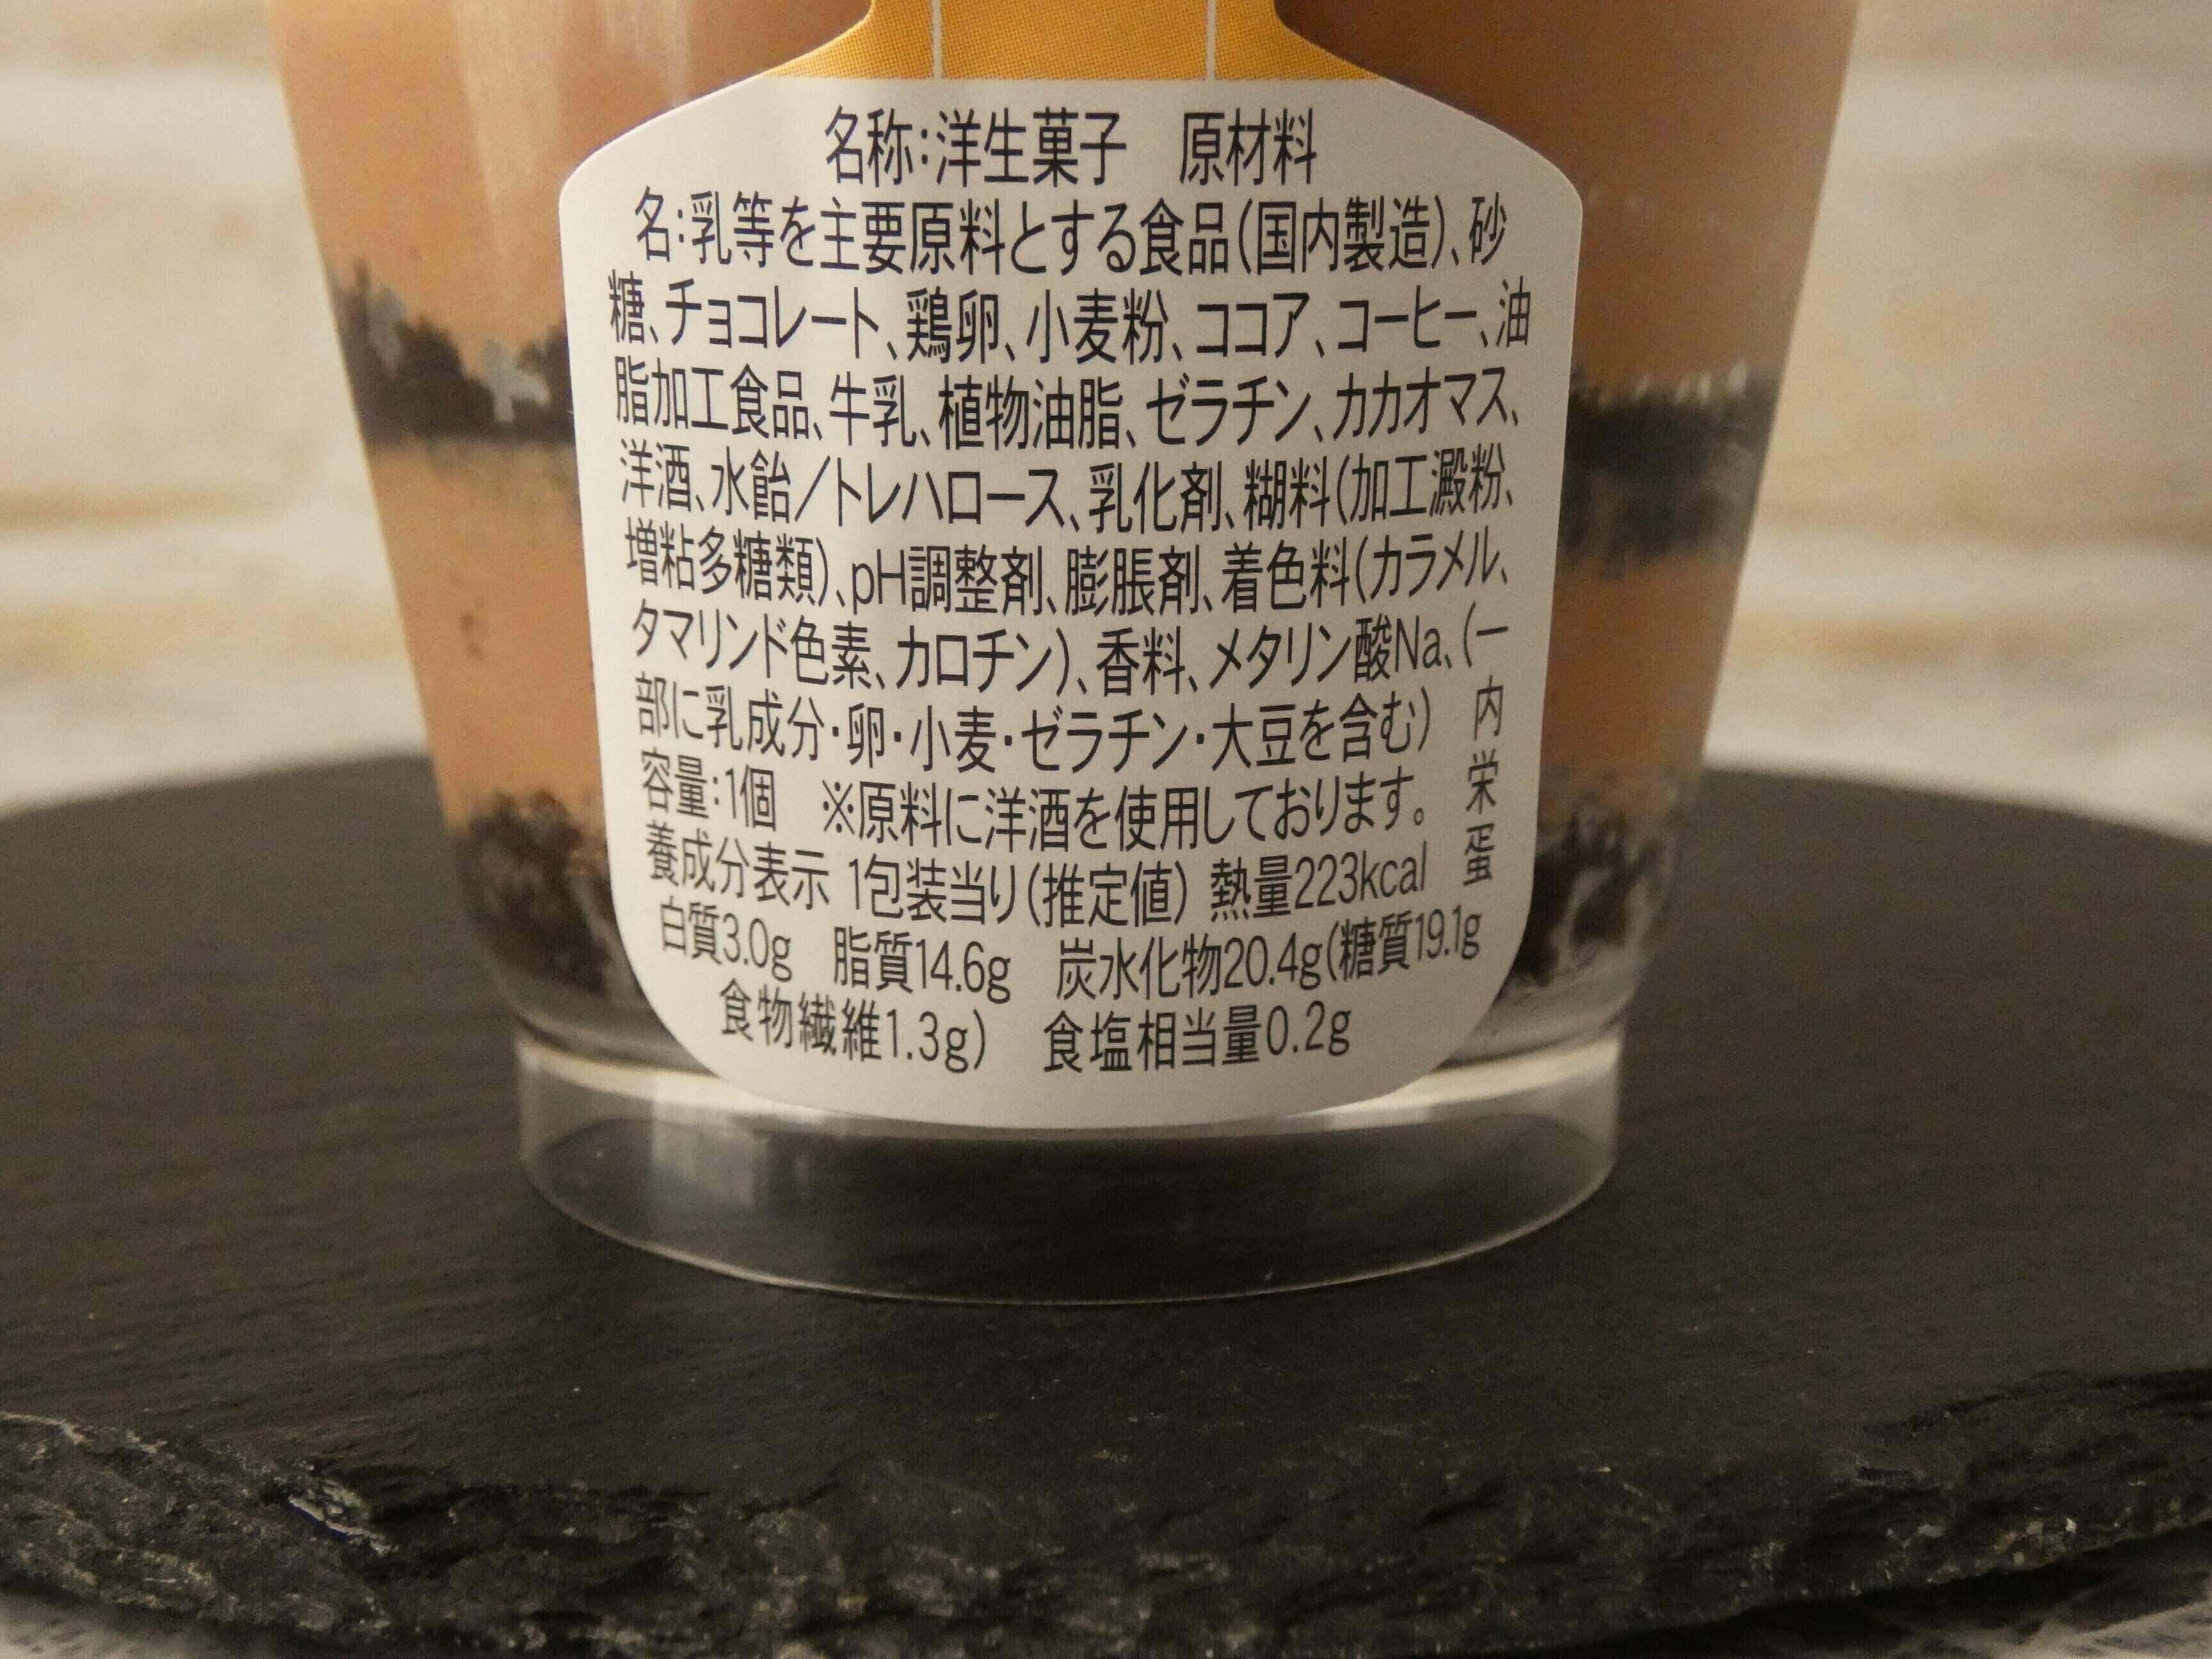 名称：洋生菓子　原材料
名：乳等を主要原料とする食品（国内製造）、砂
糖、チョコレート、鶏卵、小麦粉、ココア、コーヒー、油
脂加工食品、牛乳、植物油脂、ゼラチン、カカオマス、
洋酒、水飴／トレハロース、乳化剤、糊料（加工澱粉、
増粘多糖類）、pH調整剤、膨脹剤、着色料（カラメル、
タマリンド色素、カロチン）、香料、メタリン酸Na、（一
部に乳成分・卵・小麦・ゼラチン・大豆を含む）　内
容量：1個　※原料に洋酒を使用しております。　栄
養成分表示 1包装当り（推定値） 熱量223kcal　蛋
白質3.0g　脂質14.6g　炭水化物20.4g（糖質19.1g
食物繊維1.3g）　食塩相当量0.2g